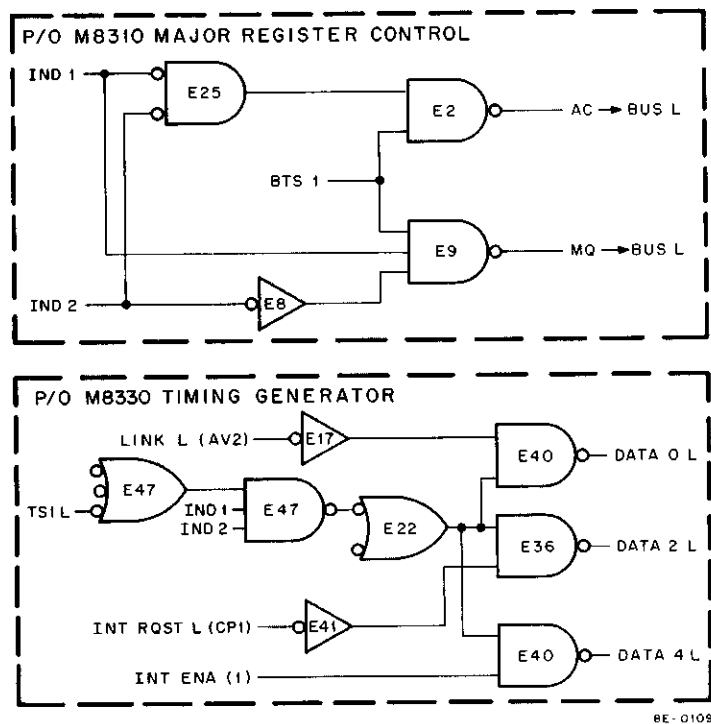 P/O M8310 MAJOR REGISTER CONTROL
IND 1
E25
E2
AC → BUS L
BTS 1
E9
MQ → BUS L
IND 2
E8
P/O M8330 TIMING GENERATOR
LINK L (AV2)
E17
E40
DATA 0 L
E47
TS1L
IND 1
IND 2
E47
E22
E36
DATA 2 L
INT RQST L (CP1)
E41
E40
DATA 4 L
INT ENA (1)
BE-0109